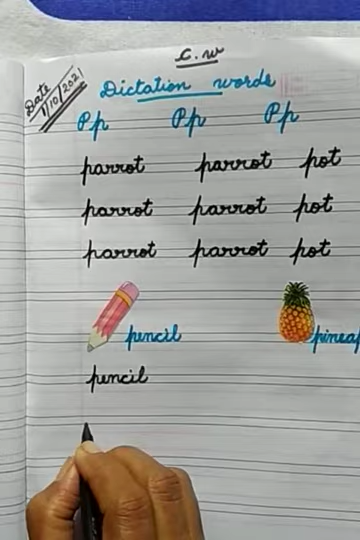 C.W
Date 1/10/2021
Dictation words
Pp Pp Pp
parrot parrot pot
parrot parrot pot
parrot parrot pot
pencil pineap
pencil